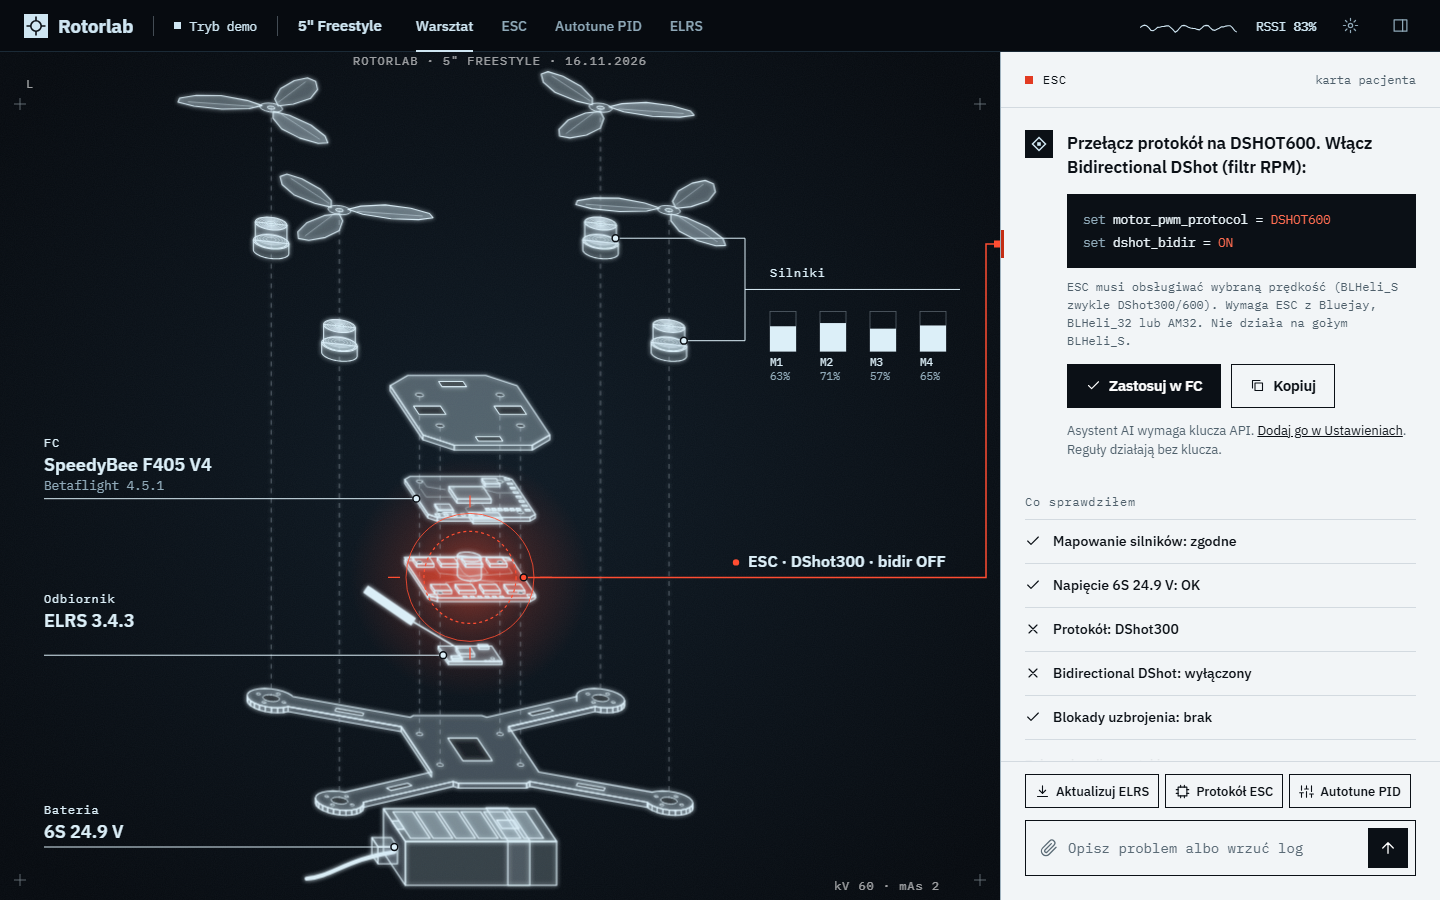 Rotorlab
Tryb demo
5" Freestyle
Warsztat
ESC
Autotune PID
ELRS
RSSI 83%
ROTORLAB · 5" FREESTYLE · 16.11.2026
L
Silniki
M1 M2 M3 M4
63% 71% 57% 65%
FC
SpeedyBee F405 V4
Betaflight 4.5.1
ESC · DShot300 · bidir OFF
Odbiornik
ELRS 3.4.3
Bateria
6S 24.9 V
kV 60 · mAs 2
ESC
karta pacjenta
Przełącz protokół na DSHOT600. Włącz
Bidirectional DShot (filtr RPM):
set motor_pwm_protocol = DSHOT600
set dshot_bidir = ON
ESC musi obsługiwać wybraną prędkość (BLHeli_S
zwykle DShot300/600). Wymaga ESC z Bluejay,
BLHeli_32 lub AM32. Nie działa na gołym
BLHeli_S.
Zastosuj w FC
Kopiuj
Asystent AI wymaga klucza API. Dodaj go w Ustawieniach.
Reguły działają bez klucza.
Co sprawdziłem
Mapowanie silników: zgodne
Napięcie 6S 24.9 V: OK
Protokół: DShot300
Bidirectional DShot: wyłączony
Blokady uzbrojenia: brak
Aktualizuj ELRS
Protokół ESC
Autotune PID
Opisz problem albo wrzuć log